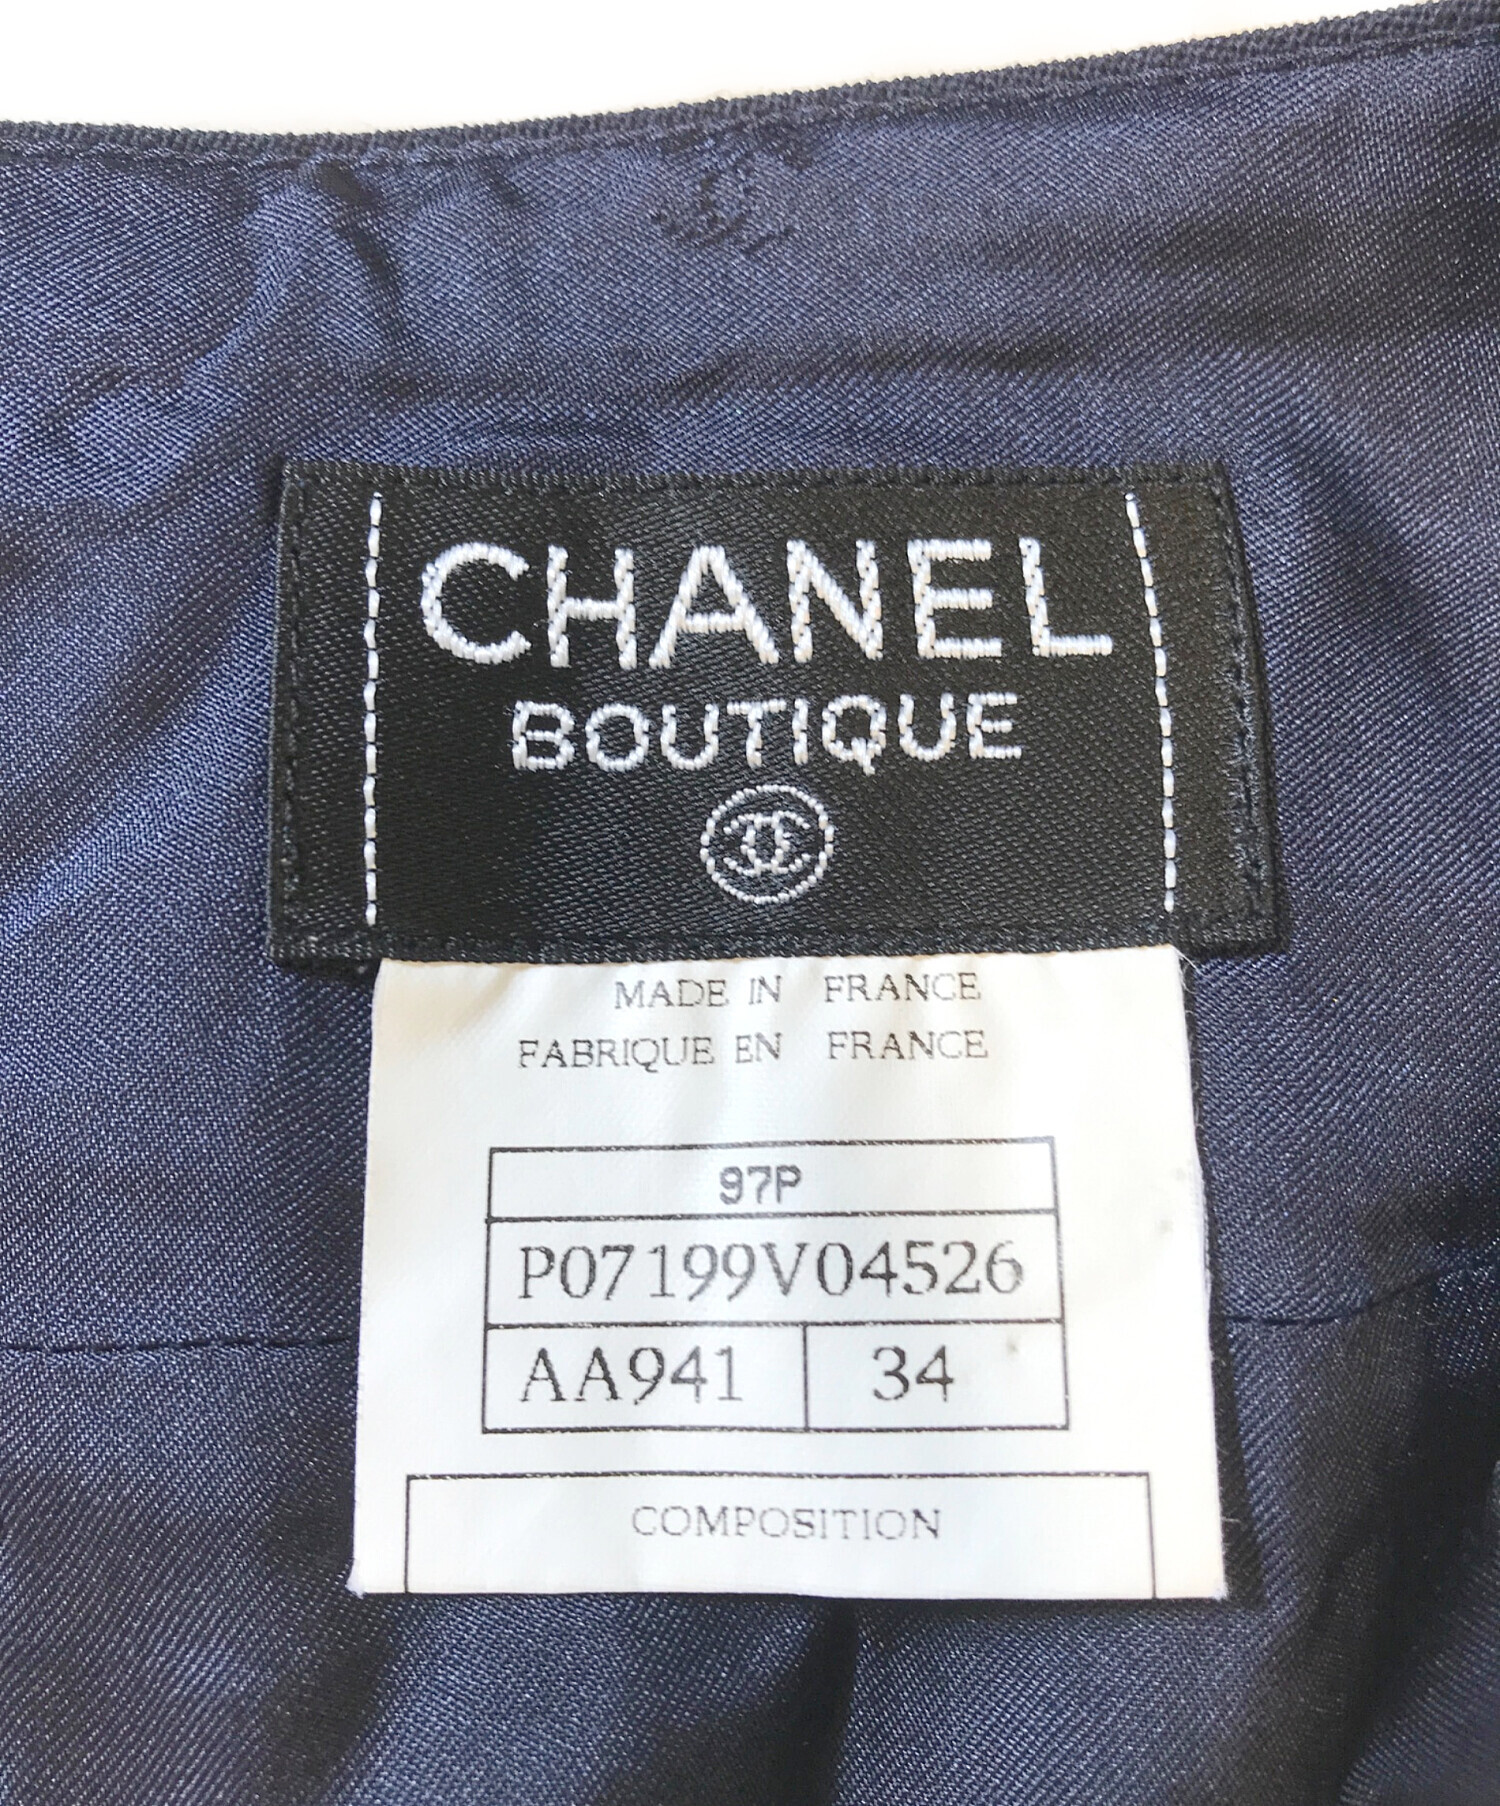 CHANEL
BOUTIQUE
MADE IN FRANCE
FABRIQUE EN FRANCE
97P
P07199V04526
AA941 34
COMPOSITION